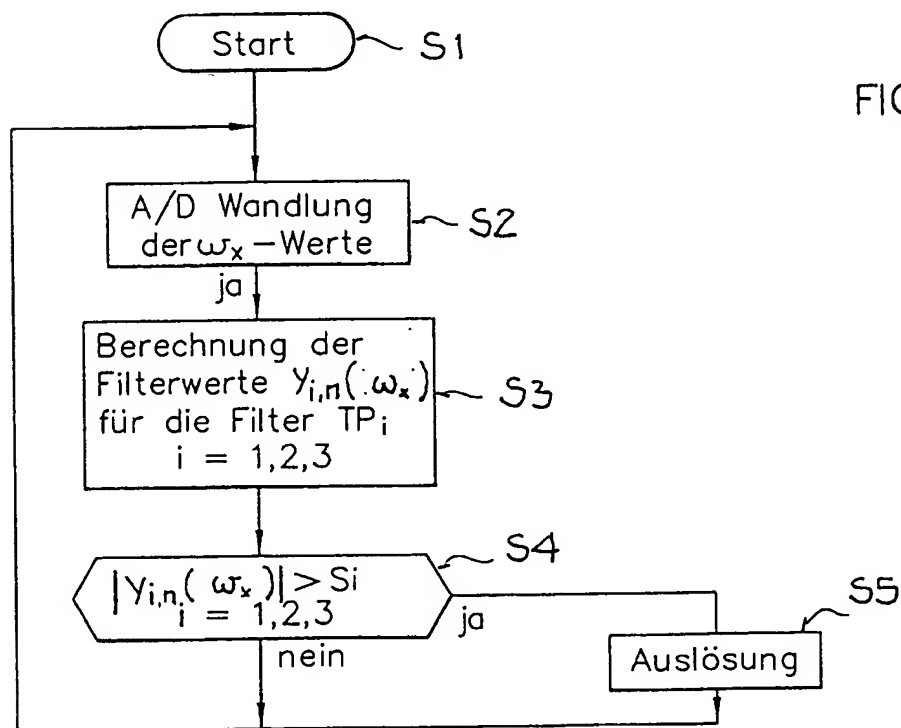 Start
S1
FIG
A/D Wandlung
der ωx-Werte
S2
ja
Berechnung der
Filterwerte Yi,n(ωx)
für die Filter TPi
i = 1,2,3
S3
|Yi,n(ωx)| > Si
i = 1,2,3
S4
ja
nein
S5
Auslösung